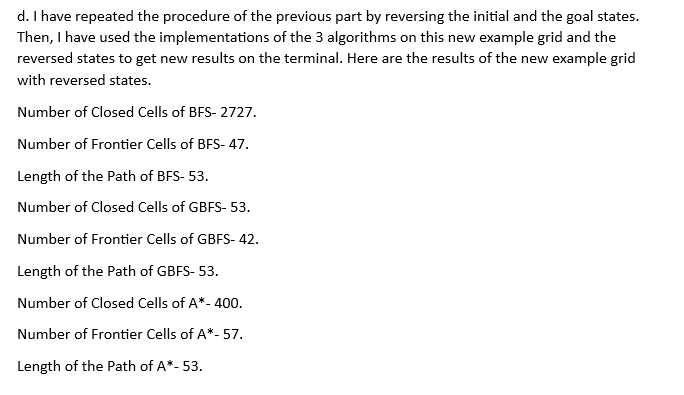 d. I have repeated the procedure of the previous part by reversing the initial and the goal states.
Then, I have used the implementations of the 3 algorithms on this new example grid and the
reversed states to get new results on the terminal. Here are the results of the new example grid
with reversed states.
Number of Closed Cells of BFS- 2727.
Number of Frontier Cells of BFS- 47.
Length of the Path of BFS- 53.
Number of Closed Cells of GBFS- 53.
Number of Frontier Cells of GBFS- 42.
Length of the Path of GBFS- 53.
Number of Closed Cells of A*- 400.
Number of Frontier Cells of A*- 57.
Length of the Path of A*- 53.